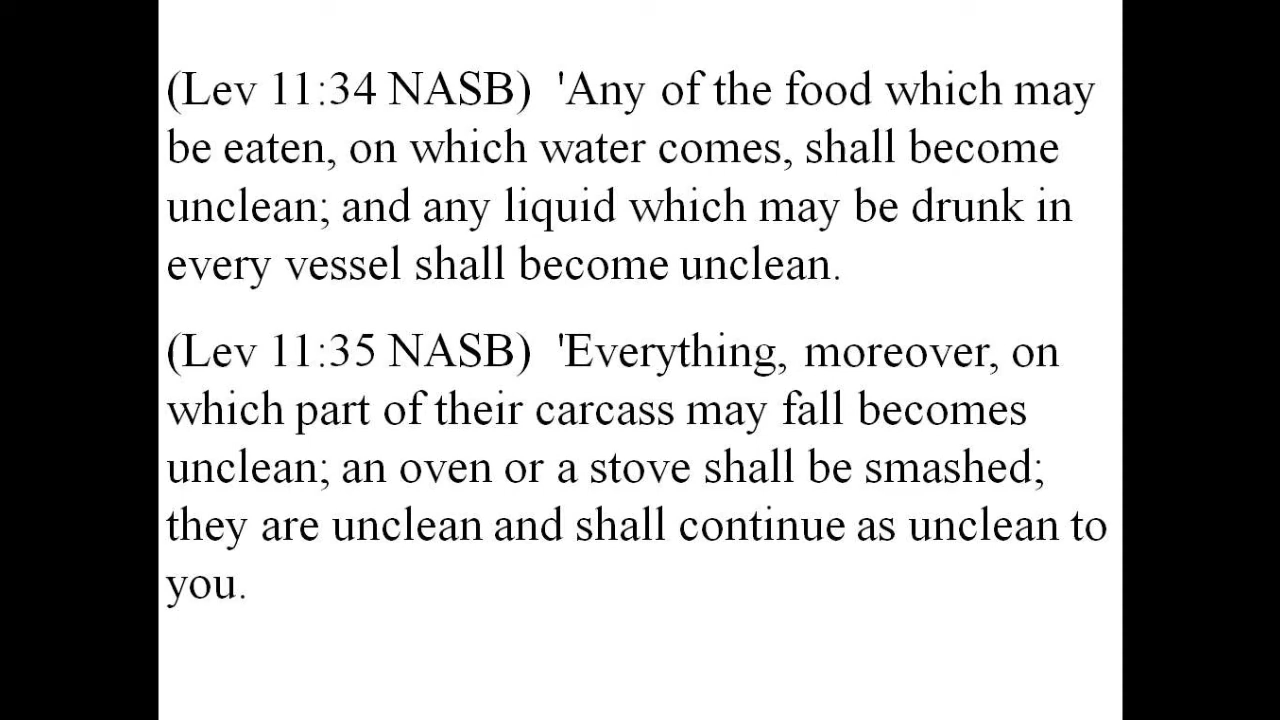 (Lev 11:34 NASB)  'Any of the food which may
be eaten, on which water comes, shall become
unclean; and any liquid which may be drunk in
every vessel shall become unclean.
(Lev 11:35 NASB)  'Everything, moreover, on
which part of their carcass may fall becomes
unclean; an oven or a stove shall be smashed;
they are unclean and shall continue as unclean to
you.